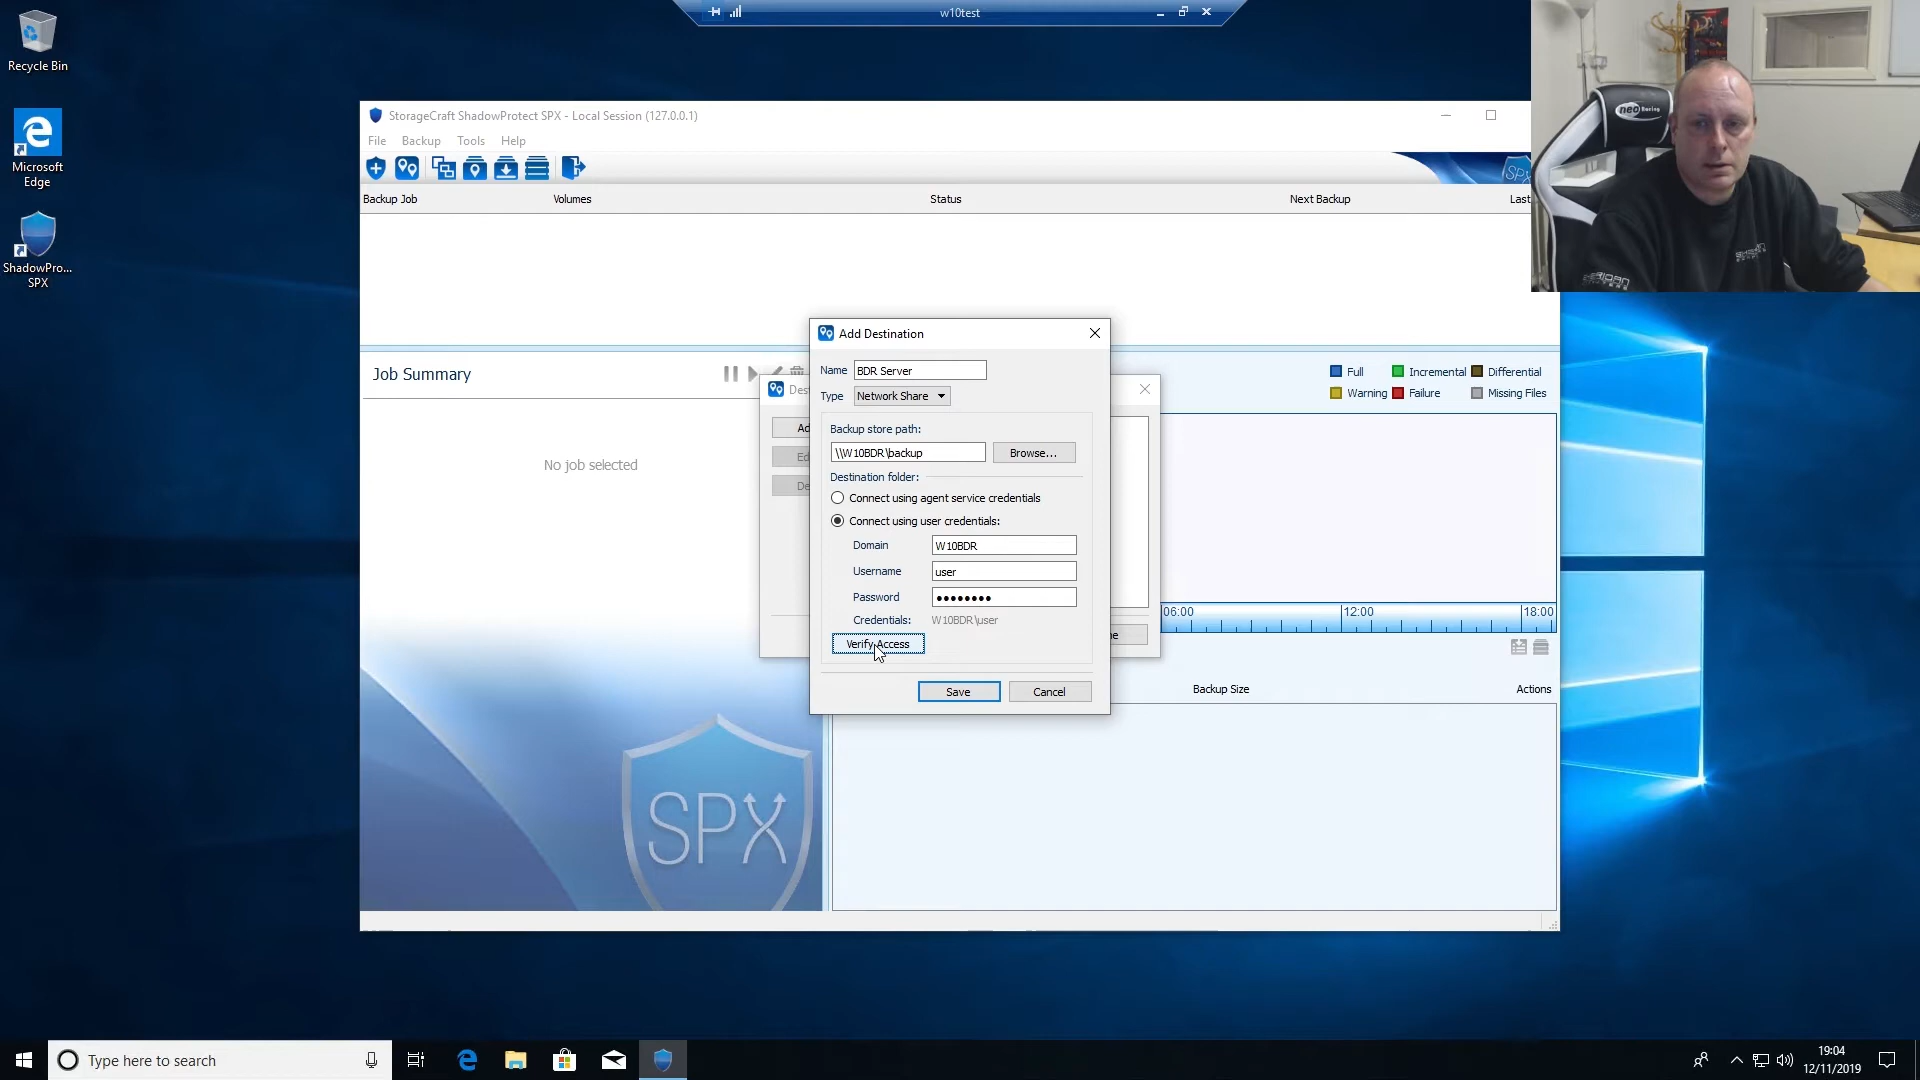 w10test
Recycle Bin
Microsoft
Edge
ShadowPro...
SPX
StorageCraft ShadowProtect SPX - Local Session (127.0.0.1)
File Backup Tools Help
SPX
Backup Job Volumes Status Next Backup Last
neo
Racing
Job Summary
No job selected
Full Incremental Differential
Warning Failure Missing Files
Add Destination
Name BDR Server
Type Network Share
Backup store path:
\\W10BDR\backup Browse...
Destination folder:
Connect using agent service credentials
Connect using user credentials:
Domain W10BDR
Username user
Password ●●●●●●●●
Credentials: W10BDR\user
Verify Access
Save Cancel
06:00 12:00 18:00
Backup Size Actions
SPX
Type here to search
19:04
12/11/2019